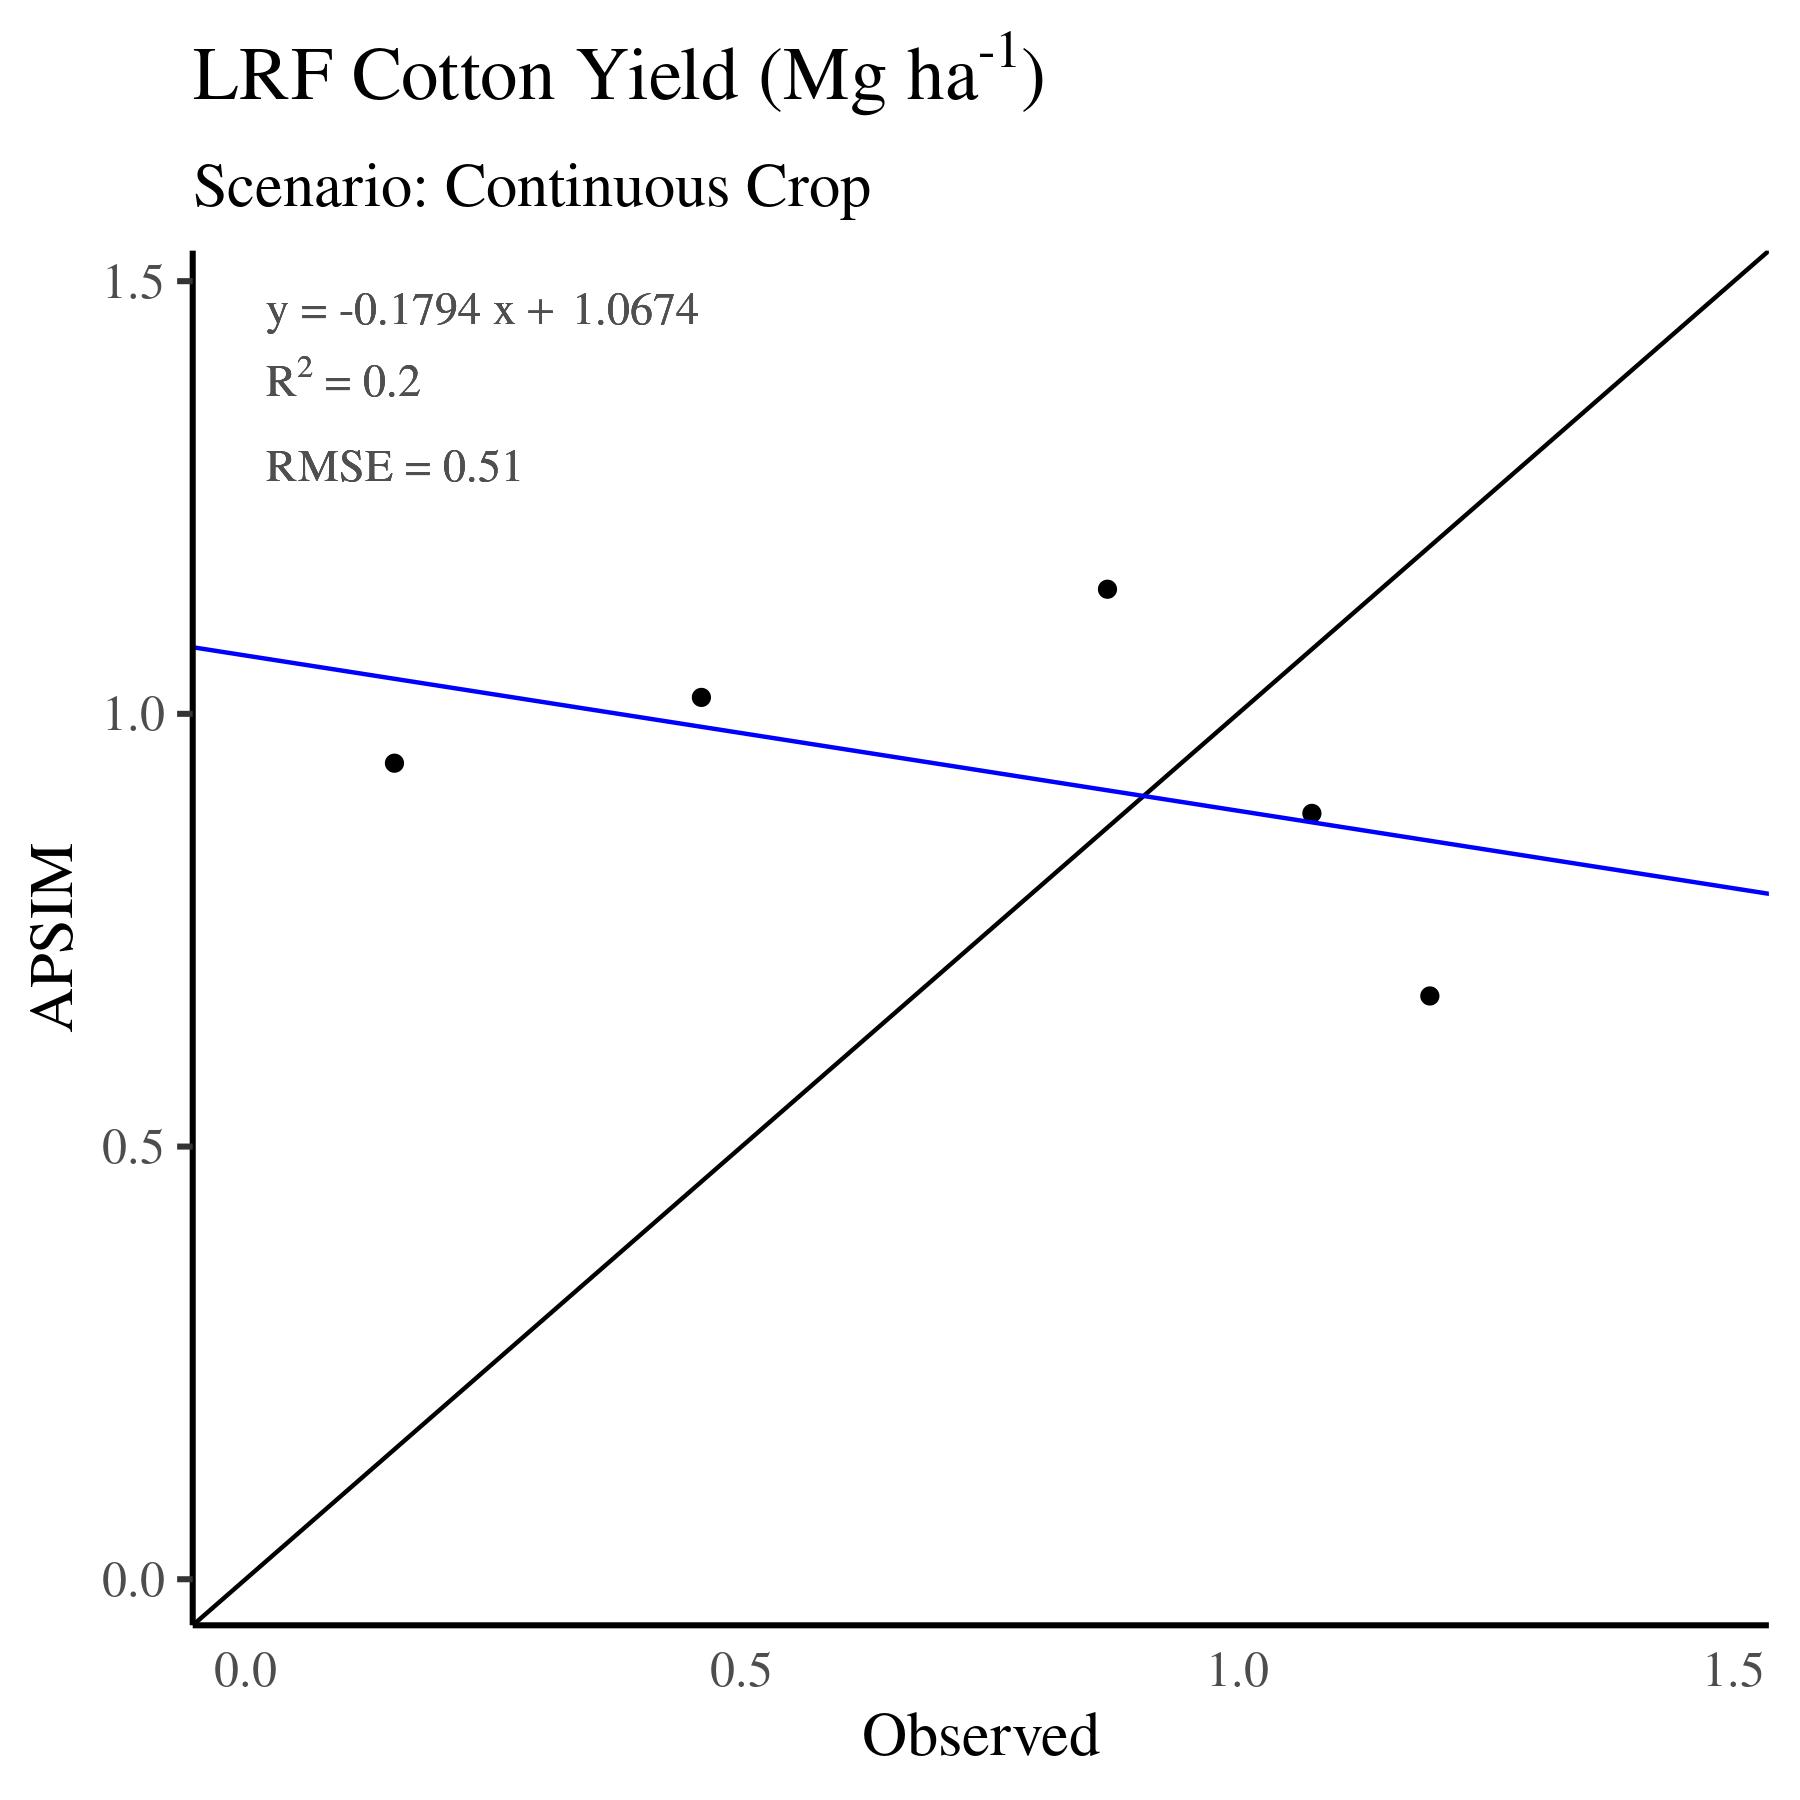 LRF Cotton Yield (Mg ha⁻¹)
Scenario: Continuous Crop
1.5
y = -0.1794 x + 1.0674
R² = 0.2
RMSE = 0.51
1.0
APSIM
0.5
0.0
0.0 0.5 1.0 1.5
Observed